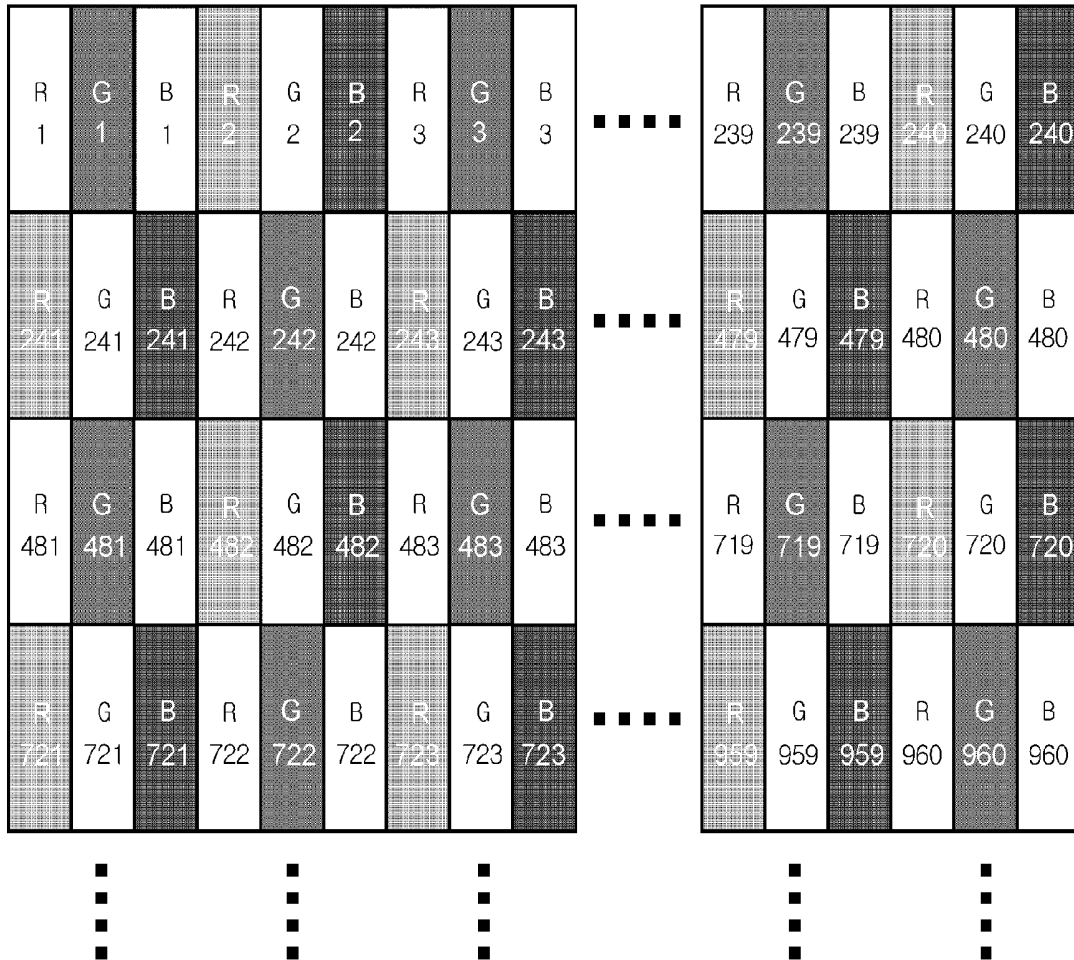 R G B R G B R G B R G B R G B
1 1 1 2 2 2 3 3 3 239 239 239 240 240 240
R G B R G B R G B R G B R G B
241 241 241 242 242 242 243 243 243 479 479 479 480 480 480
R G B R G B R G B R G B R G B
481 481 481 482 482 482 483 483 483 719 719 719 720 720 720
R G B R G B R G B R G B R G B
721 721 721 722 722 722 723 723 723 959 959 959 960 960 960